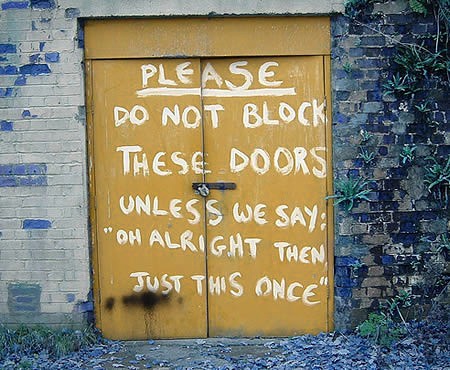 PLEASE
DO NOT BLOCK
THESE DOORS
UNLESS WE SAY:
"OH ALRIGHT THEN
JUST THIS ONCE"